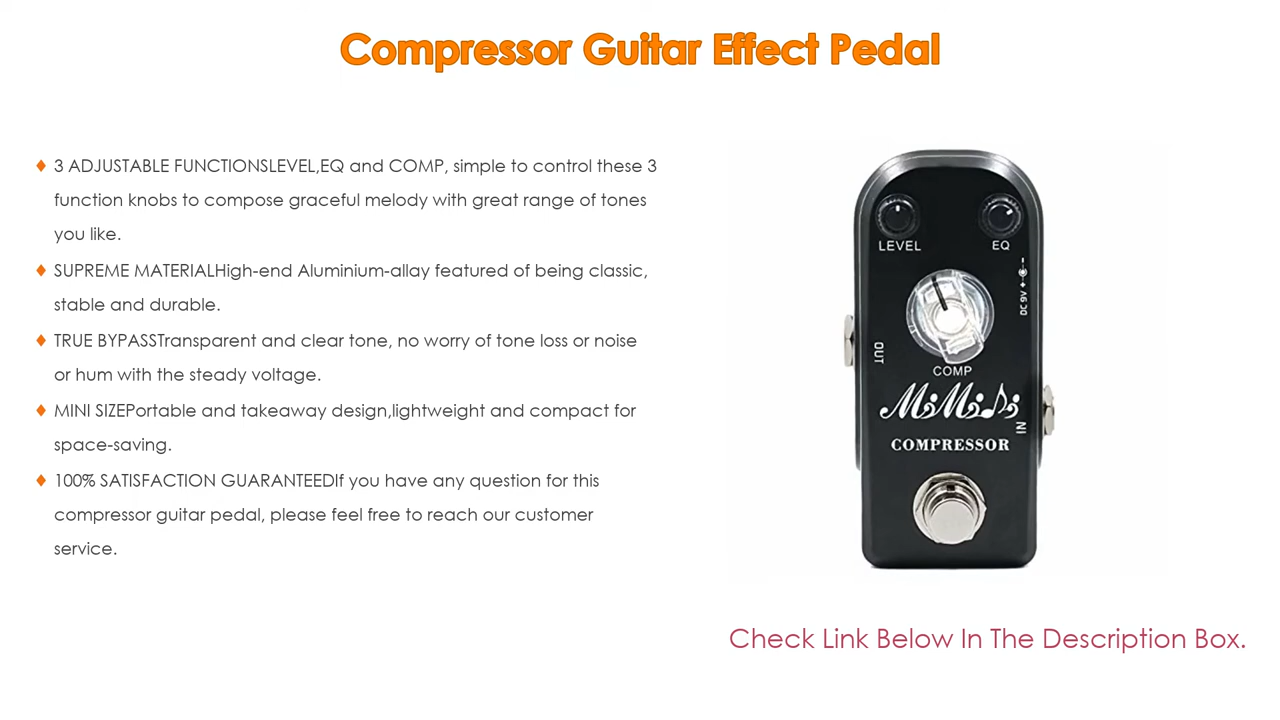 Compressor Guitar Effect Pedal
3 ADJUSTABLE FUNCTIONSLEVEL,EQ and COMP, simple to control these 3
function knobs to compose graceful melody with great range of tones
you like.
SUPREME MATERIALHigh-end Aluminium-allay featured of being classic,
stable and durable.
TRUE BYPASSTransparent and clear tone, no worry of tone loss or noise
or hum with the steady voltage.
MINI SIZEPortable and takeaway design,lightweight and compact for
space-saving.
100% SATISFACTION GUARANTEEDIf you have any question for this
compressor guitar pedal, please feel free to reach our customer
service.
LEVEL
EQ
DC 9V
OUT
COMP
MiMidi
IN
COMPRESSOR
Check Link Below In The Description Box.